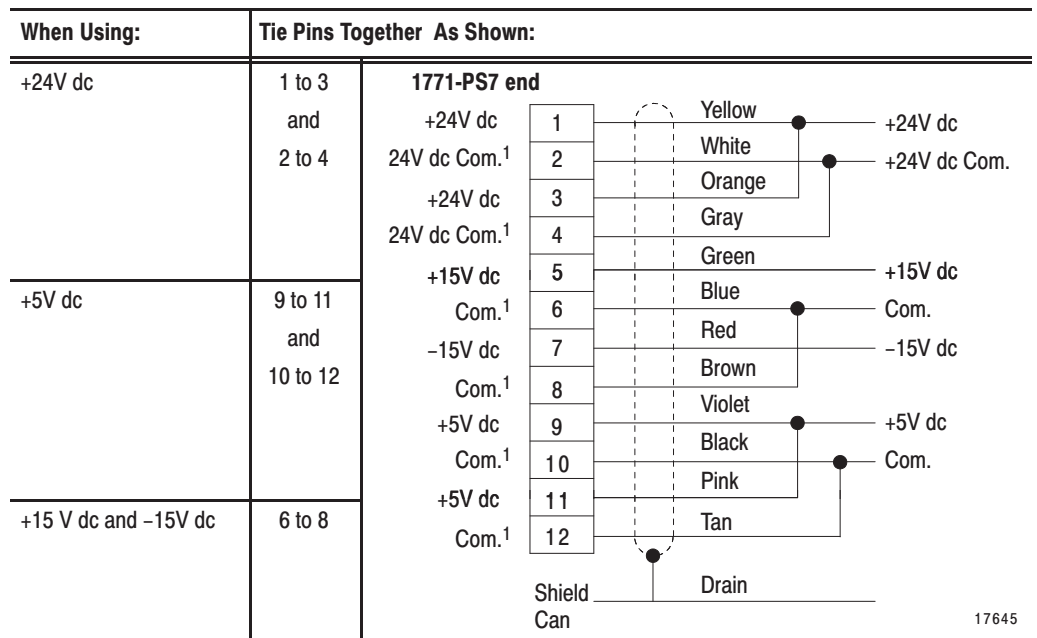 When Using:
Tie Pins Together As Shown:
+24V dc
1 to 3
and
2 to 4
+5V dc
9 to 11
and
10 to 12
+15 V dc and –15V dc
6 to 8
1771-PS7 end
+24V dc 1 Yellow +24V dc
24V dc Com.1 2 White +24V dc Com.
+24V dc 3 Orange
24V dc Com.1 4 Gray
+15V dc 5 Green +15V dc
Com.1 6 Blue Com.
–15V dc 7 Red –15V dc
Com.1 8 Brown
+5V dc 9 Violet +5V dc
Com.1 10 Black Com.
+5V dc 11 Pink
Com.1 12 Tan
Shield Can Drain
17645